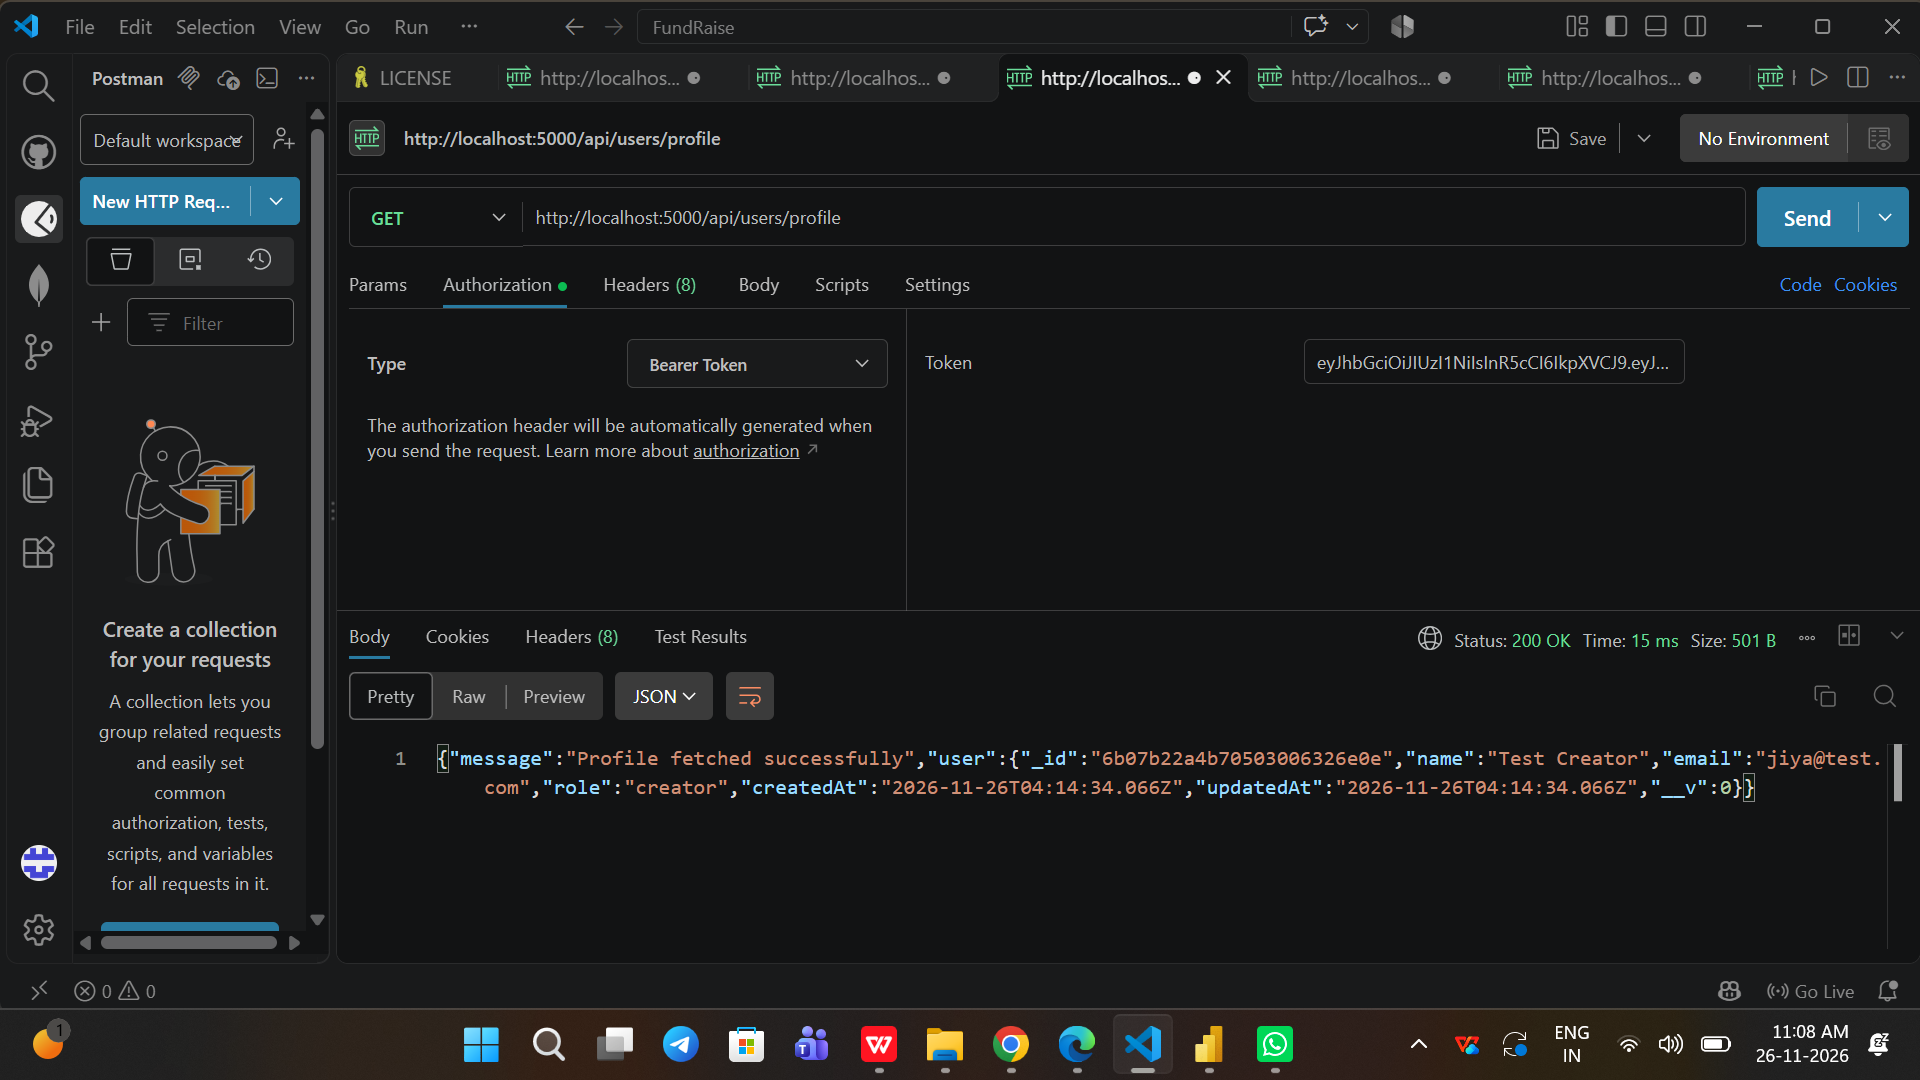 File Edit Selection View Go Run ··· FundRaise
Postman ···
LICENSE http://localhos... http://localhos... http://localhos... http://localhos... http://localhos...
Default workspace
HTTP http://localhost:5000/api/users/profile Save No Environment
New HTTP Req...
GET http://localhost:5000/api/users/profile Send
Filter
Params Authorization Headers (8) Body Scripts Settings Code Cookies
Type Bearer Token Token eyJhbGciOiJIUzI1NiIsInR5cCI6IkpXVCJ9.eyJ...
The authorization header will be automatically generated when
you send the request. Learn more about authorization
Create a collection
for your requests
A collection lets you
group related requests
and easily set
common
authorization, tests,
scripts, and variables
for all requests in it.
Body Cookies Headers (8) Test Results Status: 200 OK Time: 15 ms Size: 501 B
Pretty Raw Preview JSON
1 {"message":"Profile fetched successfully","user":{"_id":"6b07b22a4b70503006326e0e","name":"Test Creator","email":"jiya@test.
com","role":"creator","createdAt":"2026-11-26T04:14:34.066Z","updatedAt":"2026-11-26T04:14:34.066Z","__v":0}}
0 0 Go Live
1
ENG
IN
11:08 AM
26-11-2026